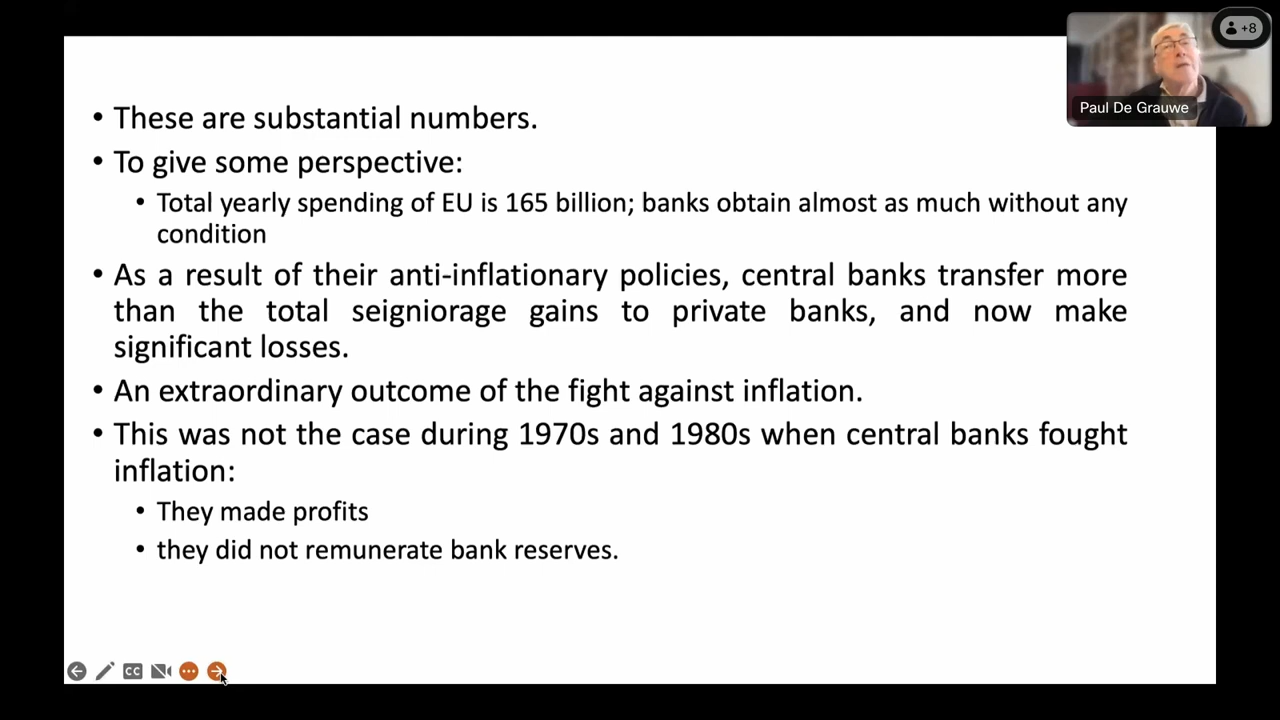 +8
Paul De Grauwe
• These are substantial numbers.
• To give some perspective:
• Total yearly spending of EU is 165 billion; banks obtain almost as much without any
condition
• As a result of their anti-inflationary policies, central banks transfer more
than the total seigniorage gains to private banks, and now make
significant losses.
• An extraordinary outcome of the fight against inflation.
• This was not the case during 1970s and 1980s when central banks fought
inflation:
• They made profits
• they did not remunerate bank reserves.
CC